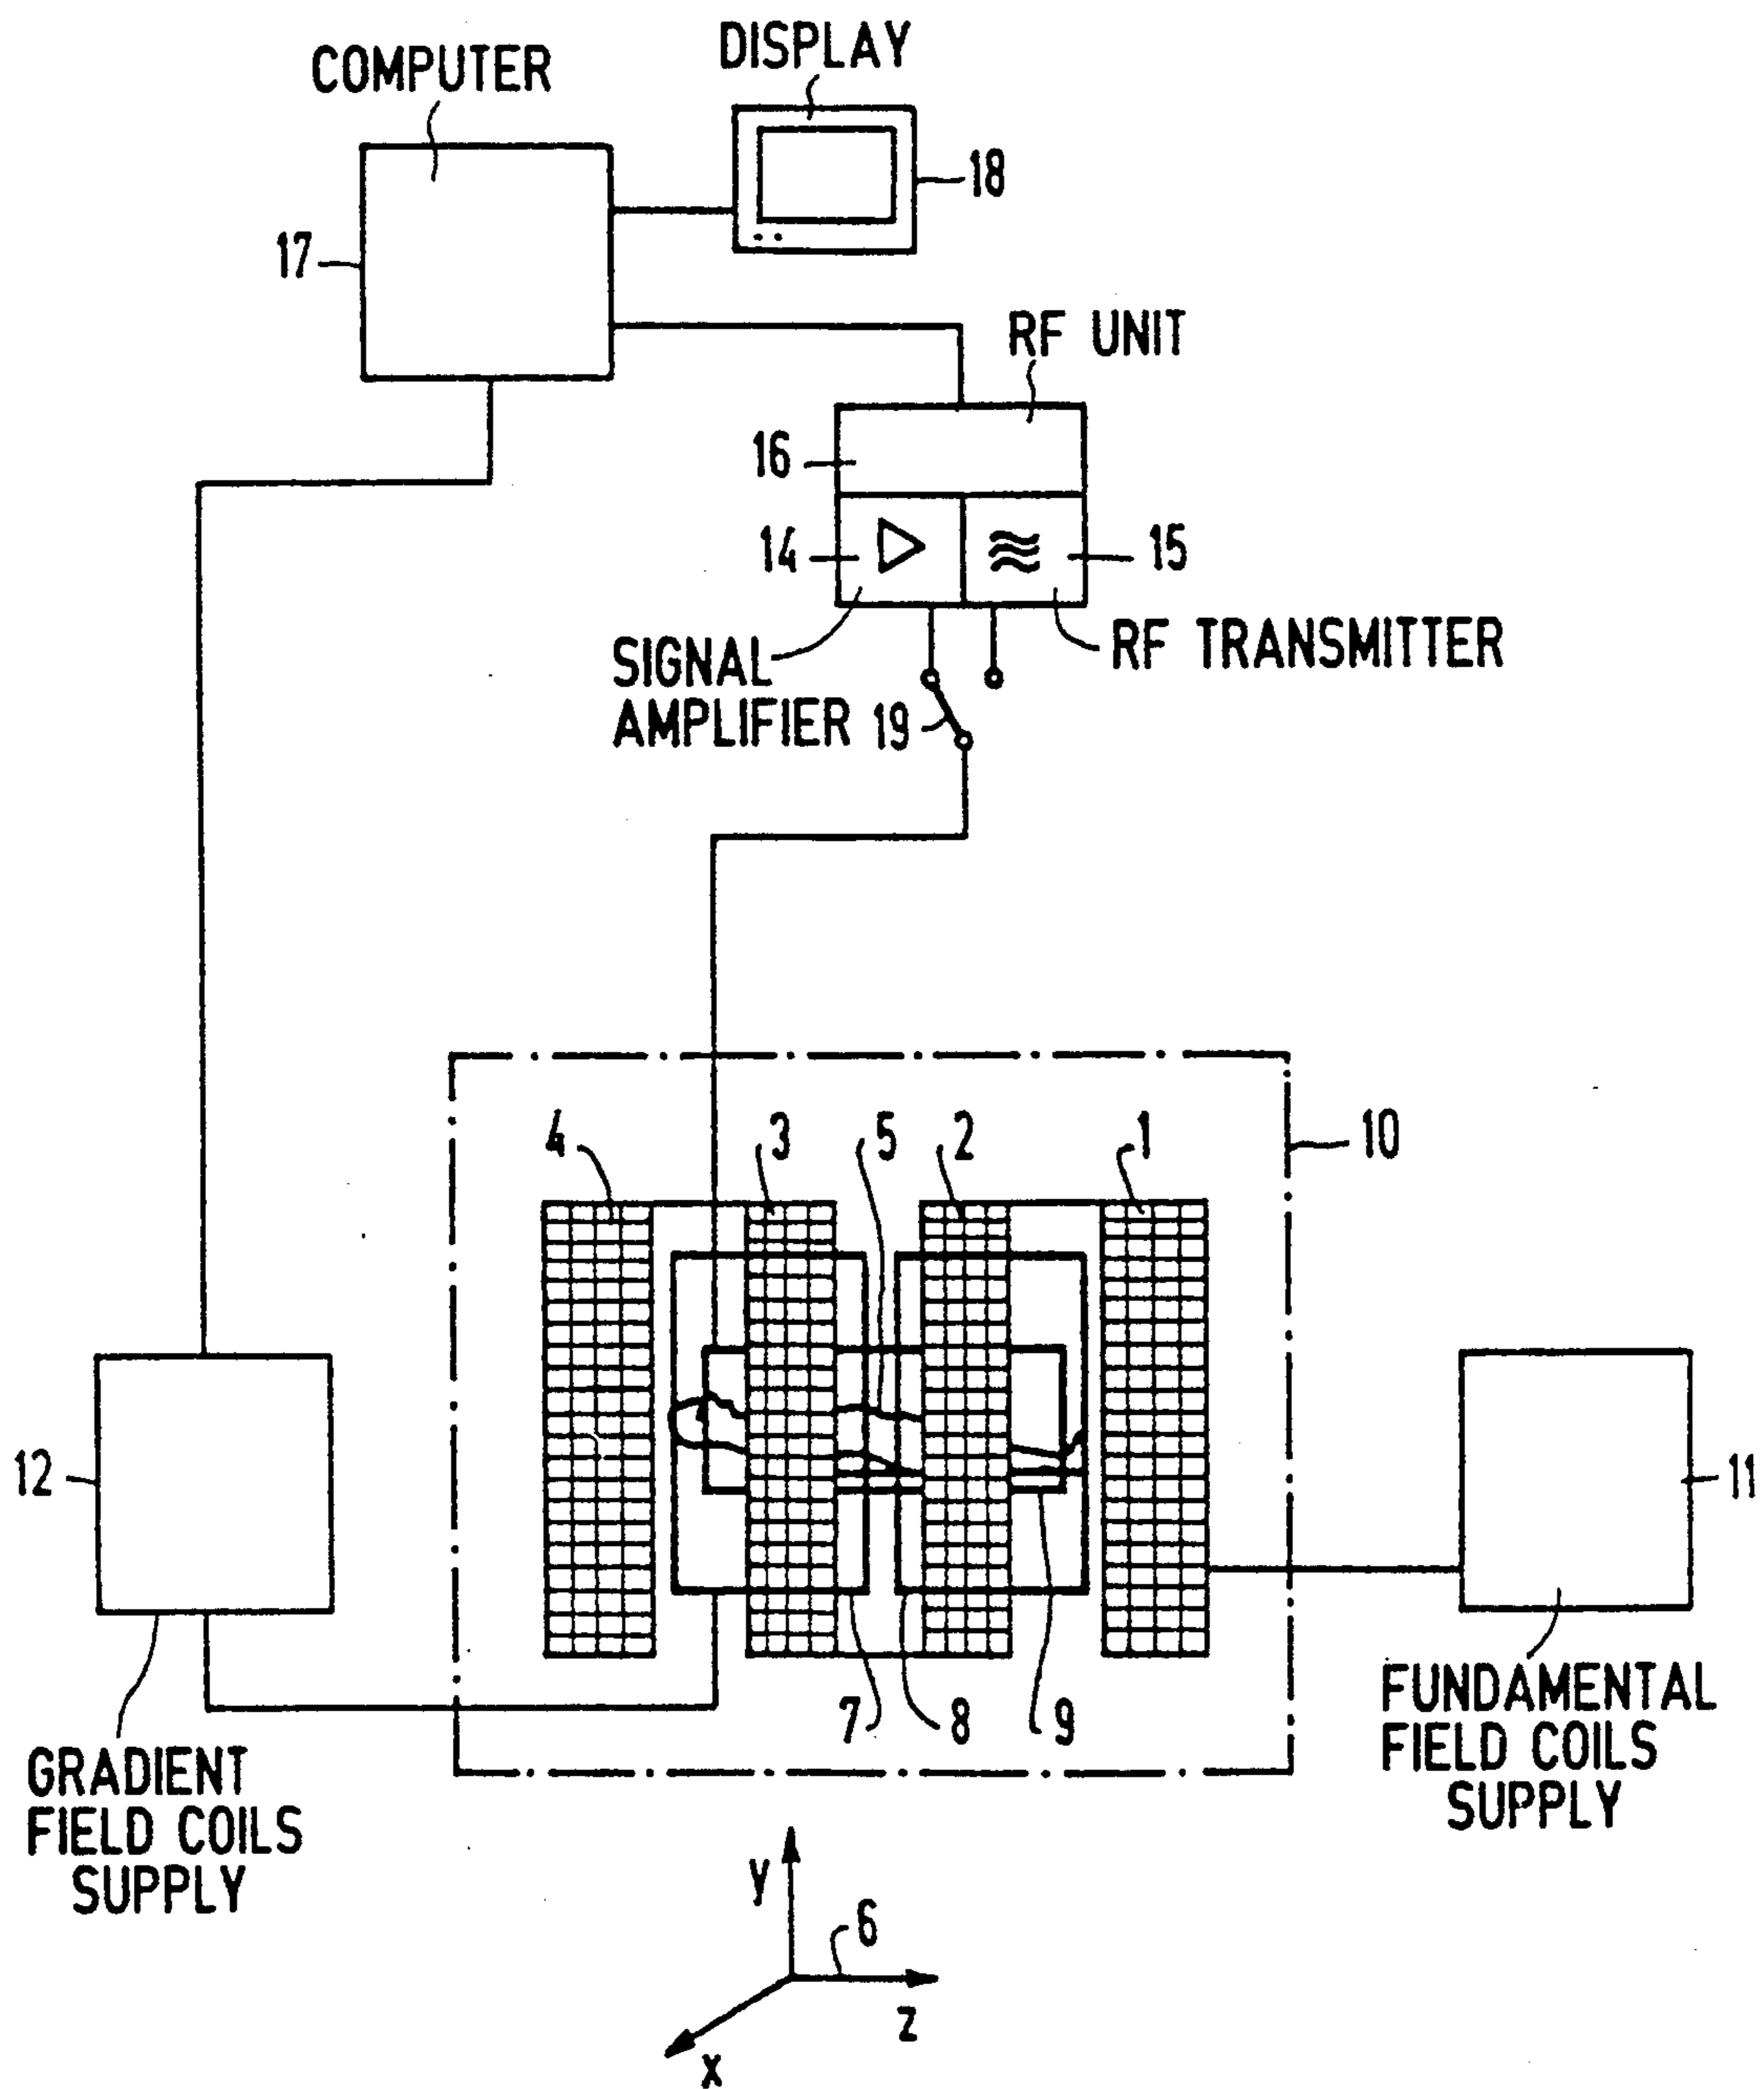 DISPLAY
COMPUTER
18
17
RF UNIT
16
14
15
SIGNAL
AMPLIFIER
RF TRANSMITTER
19
4
3
5
2
1
10
12
11
7
8
9
GRADIENT
FIELD COILS
SUPPLY
FUNDAMENTAL
FIELD COILS
SUPPLY
y
6
z
x